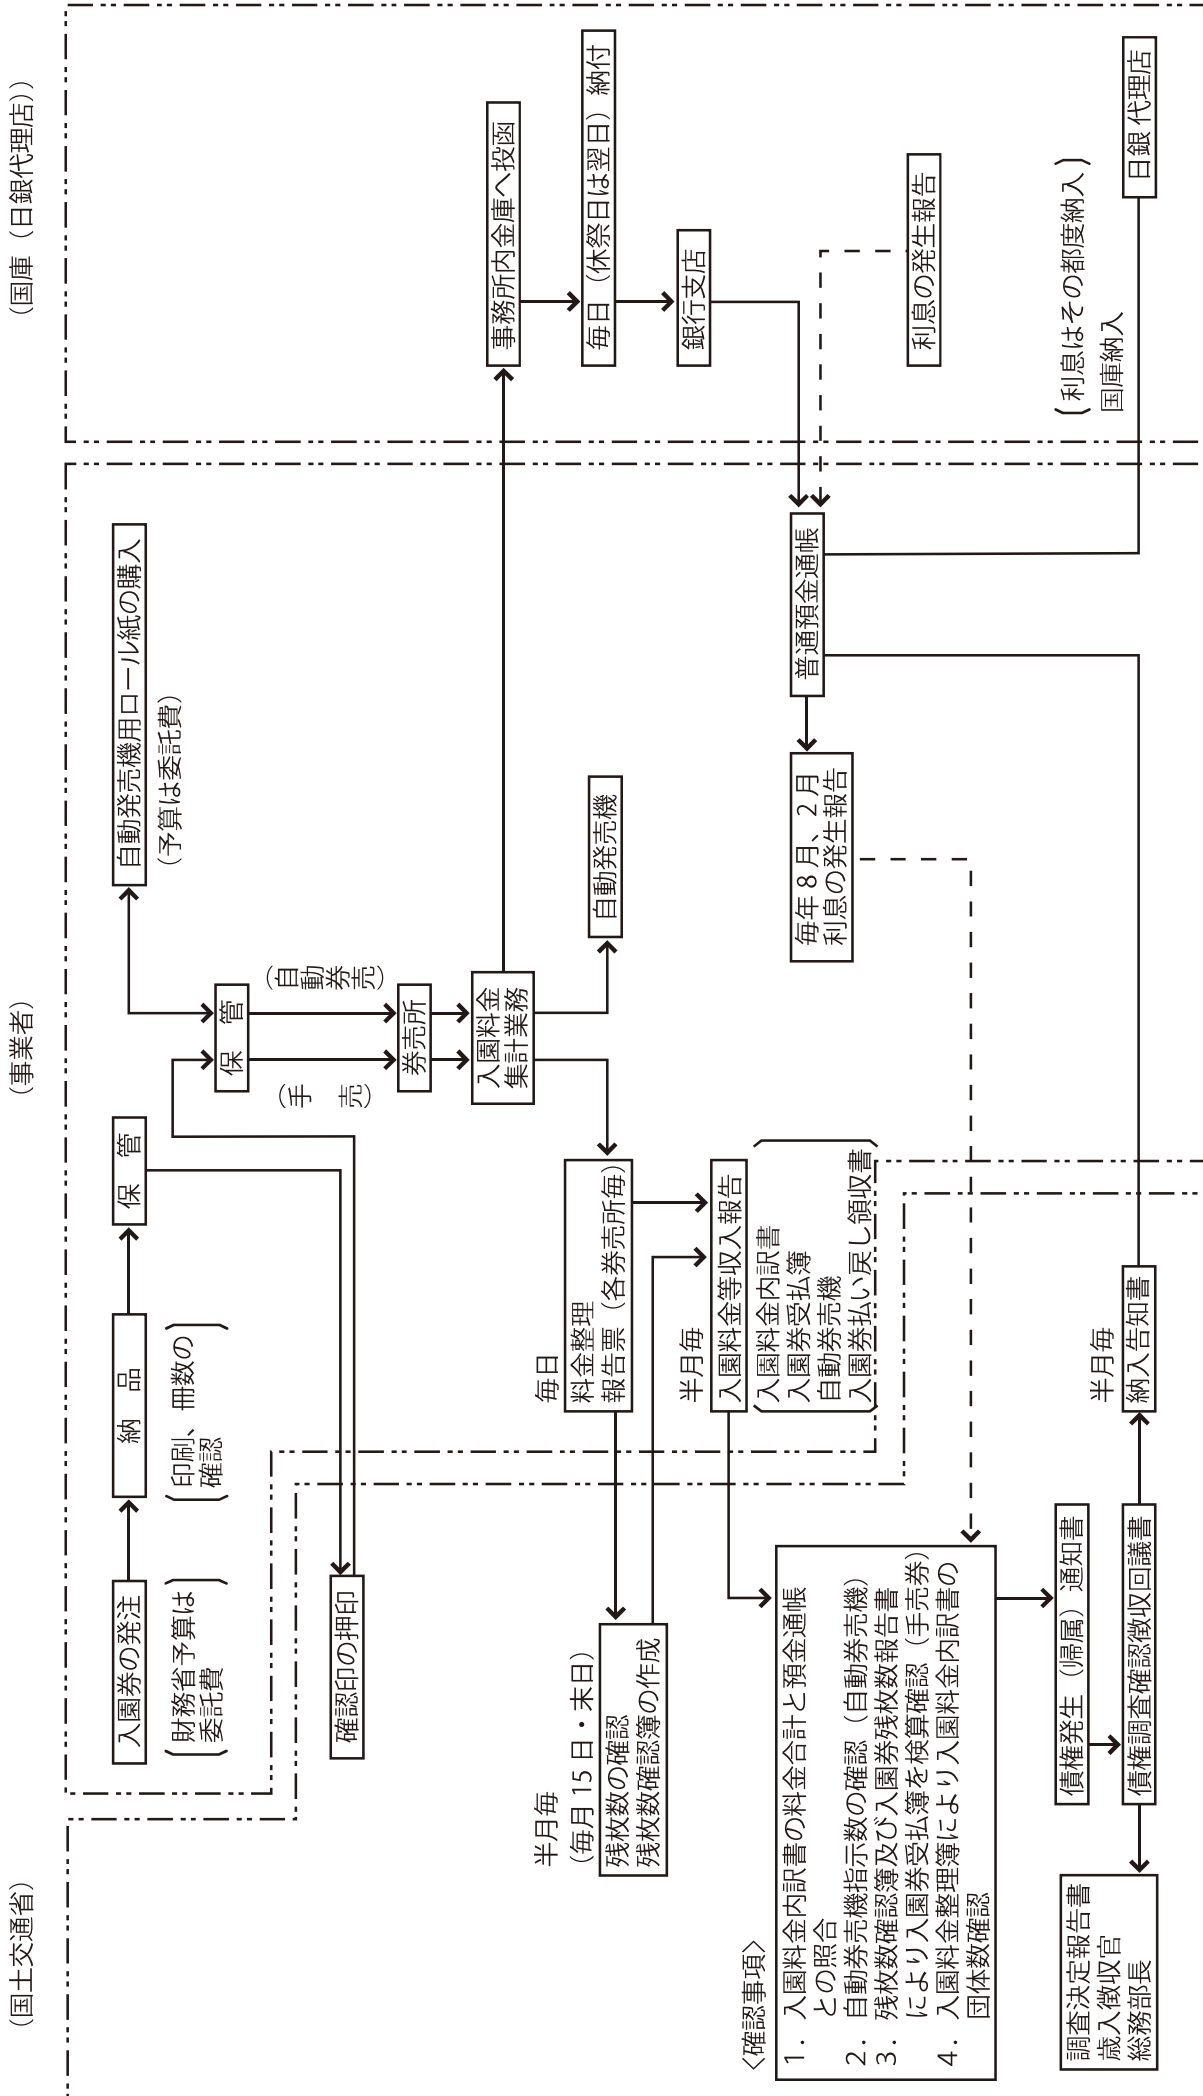 (国土交通省)
(事業者)
(国庫(日銀代理店))
入園券の発注
(財務省予算は
委託費)
納 品
(印刷、冊数の
確認)
保 管
自動発売機用ロール紙の購入
(予算は委託費)
確認印の押印
保 管
(手 売)
(自動券売)
券売所
入園料金
集計業務
事務所内金庫へ投函
毎日(休祭日は翌日)納付
銀行支店
自動発売機
毎日
料金整理
報告票(各券売所毎)
半月毎
(毎月 15 日・末日)
残枚数の確認
残枚数確認簿の作成
半月毎
入園料金等収入報告
入園料金内訳書
入園券受払簿
自動券売機
入園券払い戻し領収書
普通預金通帳
毎年 8 月、2 月
利息の発生報告
利息の発生報告
〈確認事項〉
1. 入園料金内訳書の料金合計と預金通帳
との照合
2. 自動券売機指示数の確認(自動券売機)
3. 残枚数確認簿及び入園券残枚数報告書
により入園券受払簿を検算確認(手売券)
4. 入園料金整理簿により入園料金内訳書の
団体数確認
債権発生(帰属)通知書
債権調査確認徴収回議書
調査決定報告書
歳入徴収官
総務部長
半月毎
納入告知書
(利息はその都度納入)
国庫納入
日銀 代理店